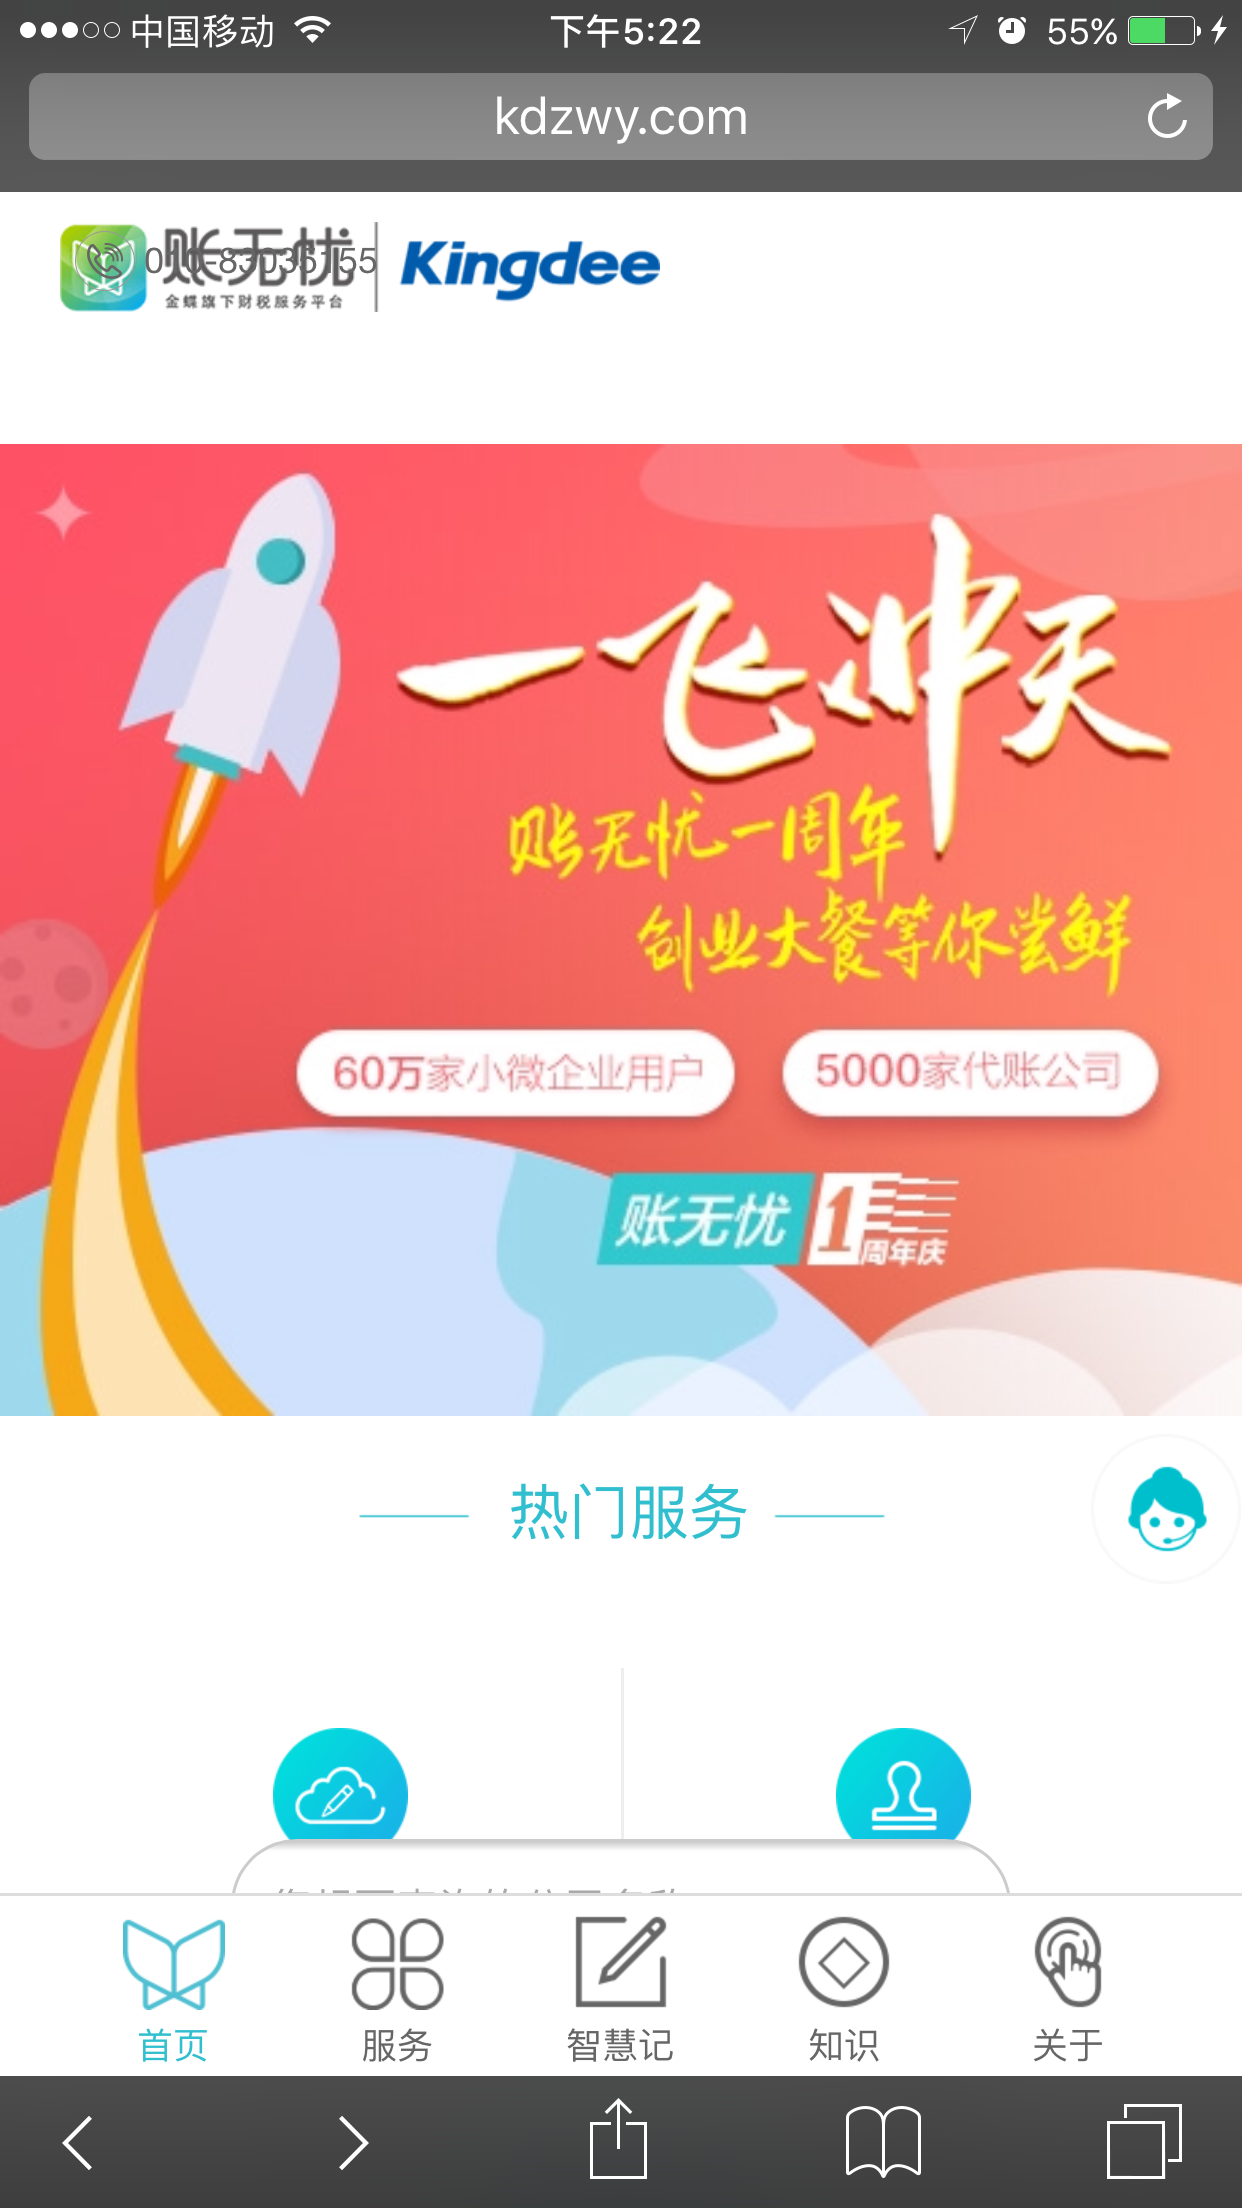 中国移动
下午5:22
55%
kdzwy.com
账无忧
010-83035155
金蝶旗下财税服务平台
Kingdee
一飞冲天
账无忧一周年
创业大餐等你尝鲜
60万家小微企业用户
5000家代账公司
账无忧 1周年庆
热门服务
首页
服务
智慧记
知识
关于